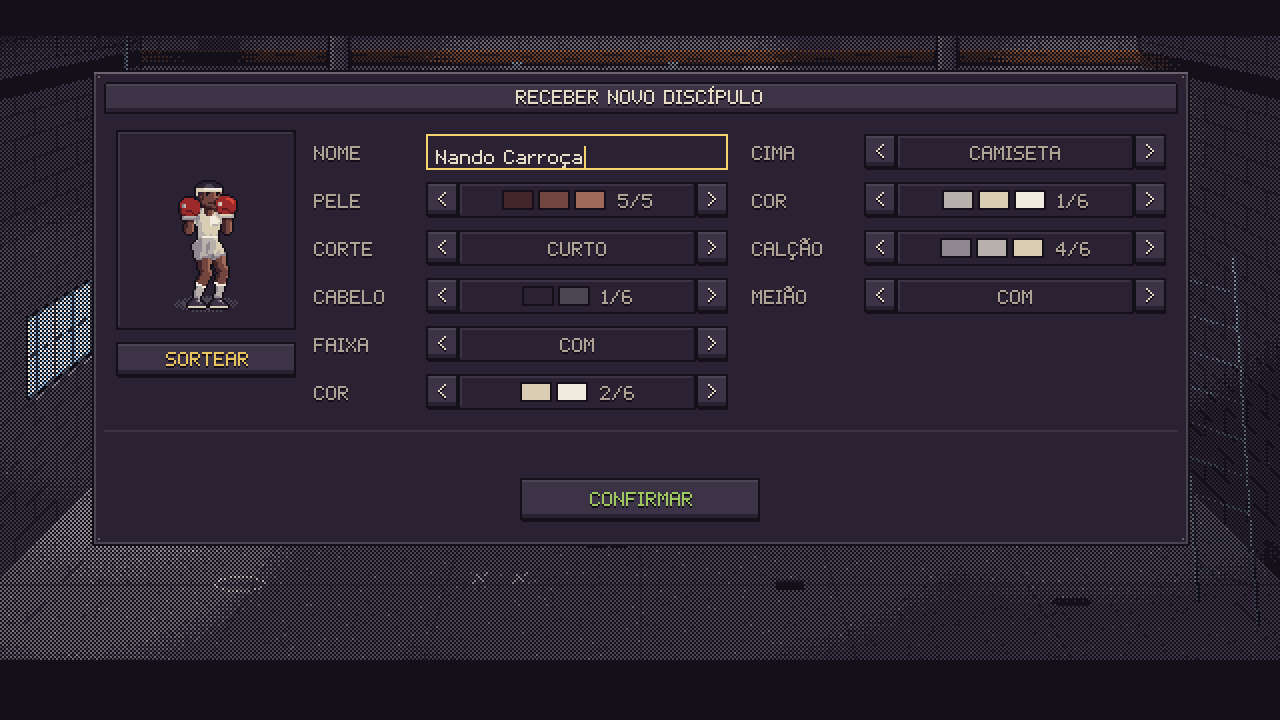 RECEBER NOVO DISCÍPULO
NOME
Nando Carroça
PELE
< 5/5 >
CORTE
< CURTO >
CABELO
< 1/6 >
FAIXA
< COM >
COR
< 2/6 >
CIMA
< CAMISETA >
COR
< 1/6 >
CALÇÃO
< 4/6 >
MEIÃO
< COM >
SORTEAR
CONFIRMAR